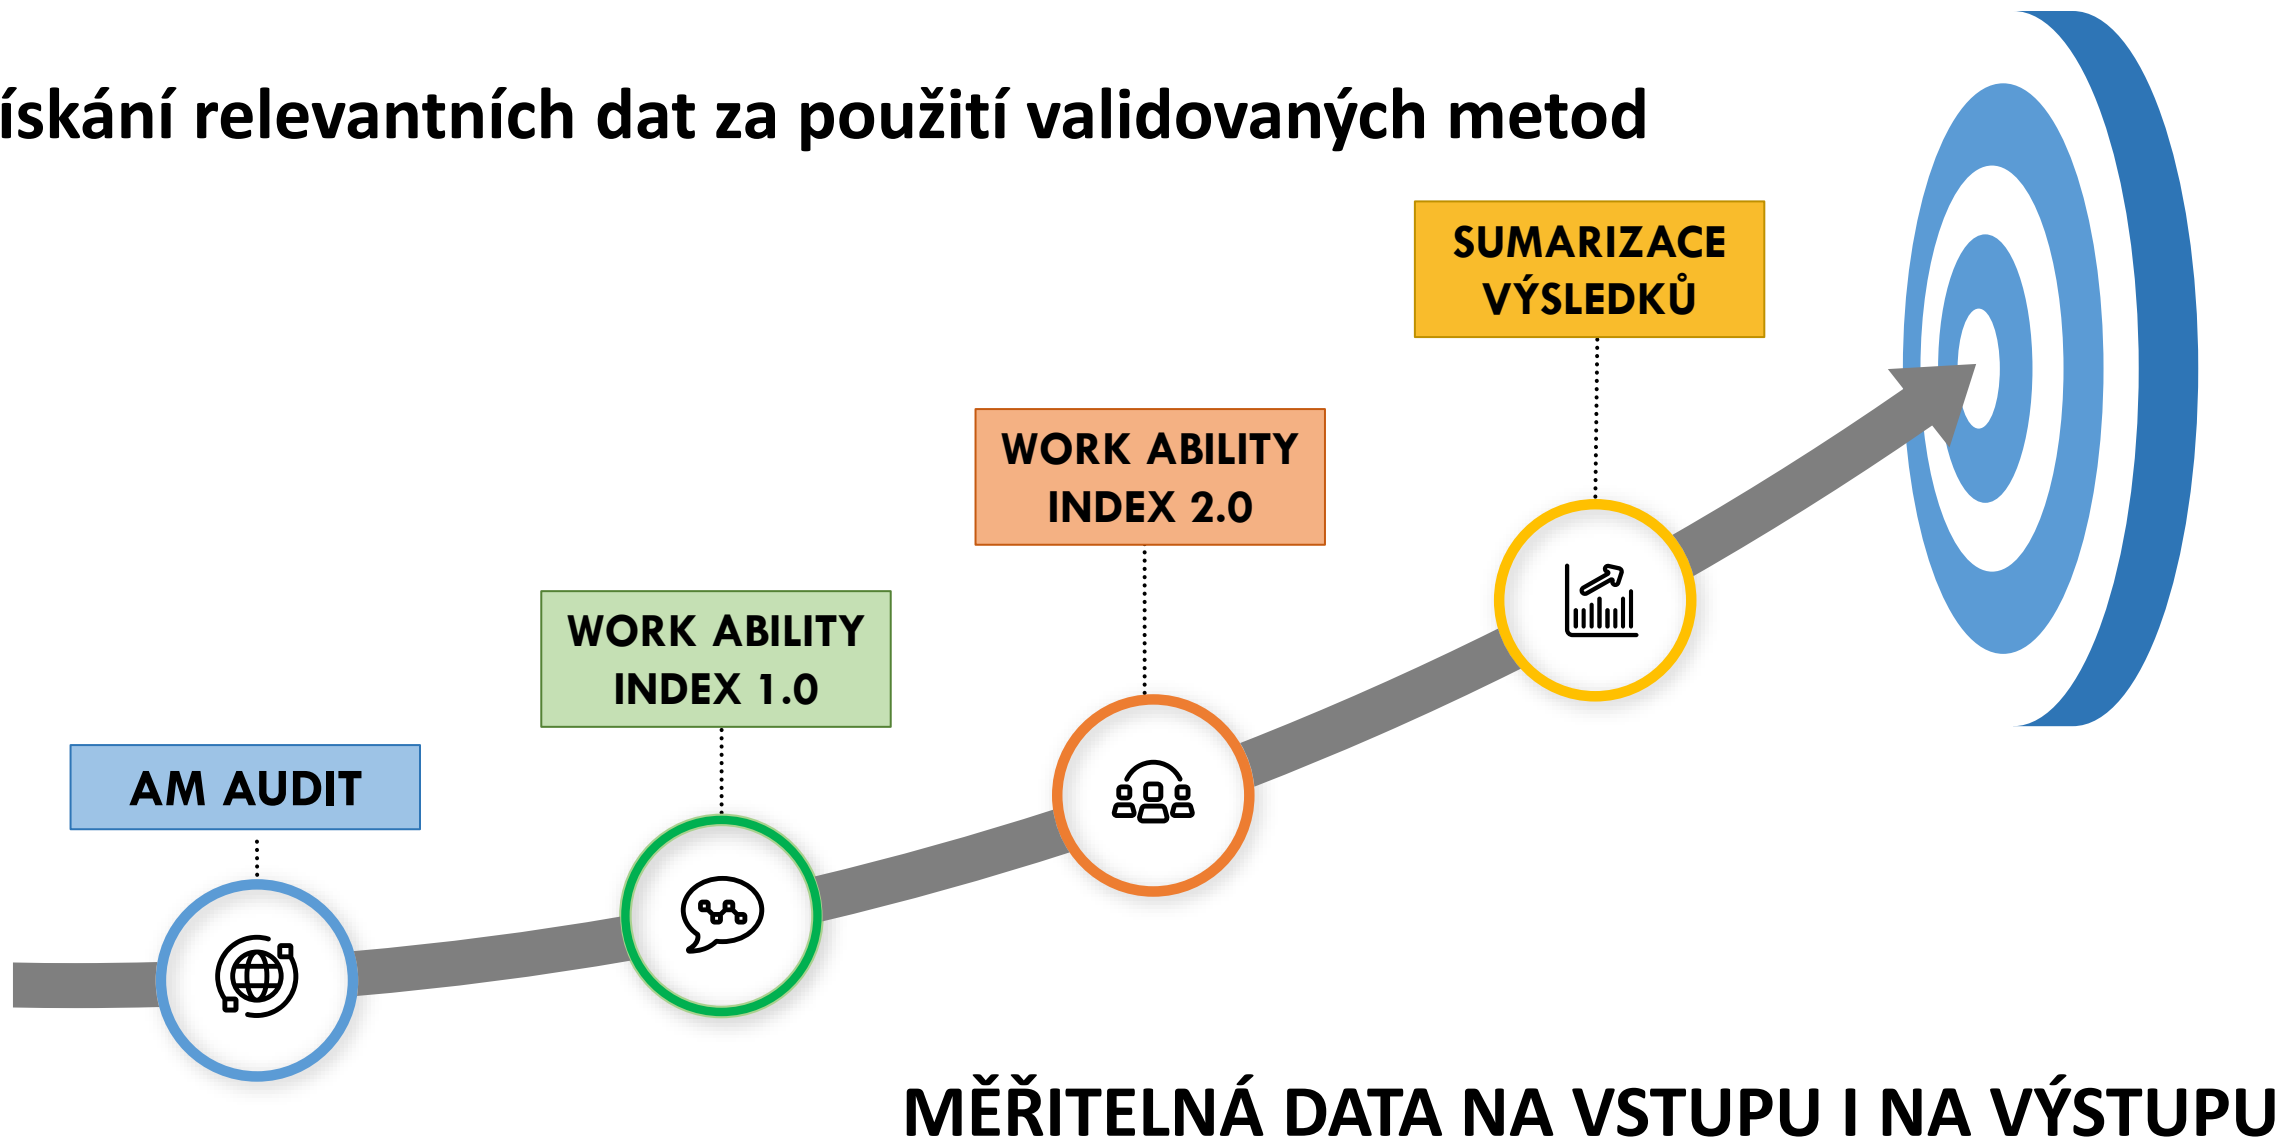 ískání relevantních dat za použití validovaných metod
SUMARIZACE
VÝSLEDKŮ
WORK ABILITY
INDEX 2.0
WORK ABILITY
INDEX 1.0
AM AUDIT
MĚŘITELNÁ DATA NA VSTUPU I NA VÝSTUPU